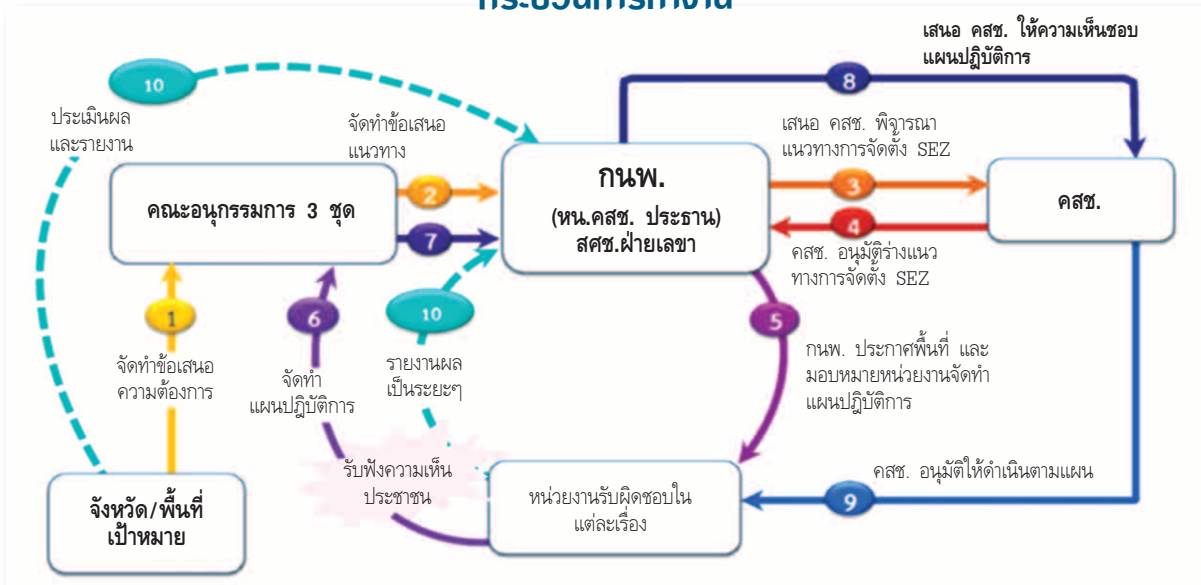 กระบวนการทำงาน
เสนอ คสช. ให้ความเห็นชอบ
แผนปฎิบัติการ
10
8
ประเมินผล
และรายงาน
จัดทำข้อเสนอ
แนวทาง
เสนอ คสช. พิจารณา
แนวทางการจัดตั้ง SEZ
คณะอนุกรรมการ 3 ชุด
2
7
กนพ.
(หน.คสช. ประธาน)
สศช.ฝ่ายเลขา
3
4
คสช.
คสช. อนุมัติร่างแนว
ทางการจัดตั้ง SEZ
1
6
10
5
จัดทำข้อเสนอ
ความต้องการ
จัดทำ
แผนปฎิบัติการ
รายงานผล
เป็นระยะๆ
กนพ. ประกาศพื้นที่ และ
มอบหมายหน่วยงานจัดทำ
แผนปฎิบัติการ
รับฟังความเห็น
ประชาชน
จังหวัด/พื้นที่
เป้าหมาย
หน่วยงานรับผิดชอบใน
แต่ละเรื่อง
คสช. อนุมัติให้ดำเนินตามแผน
9